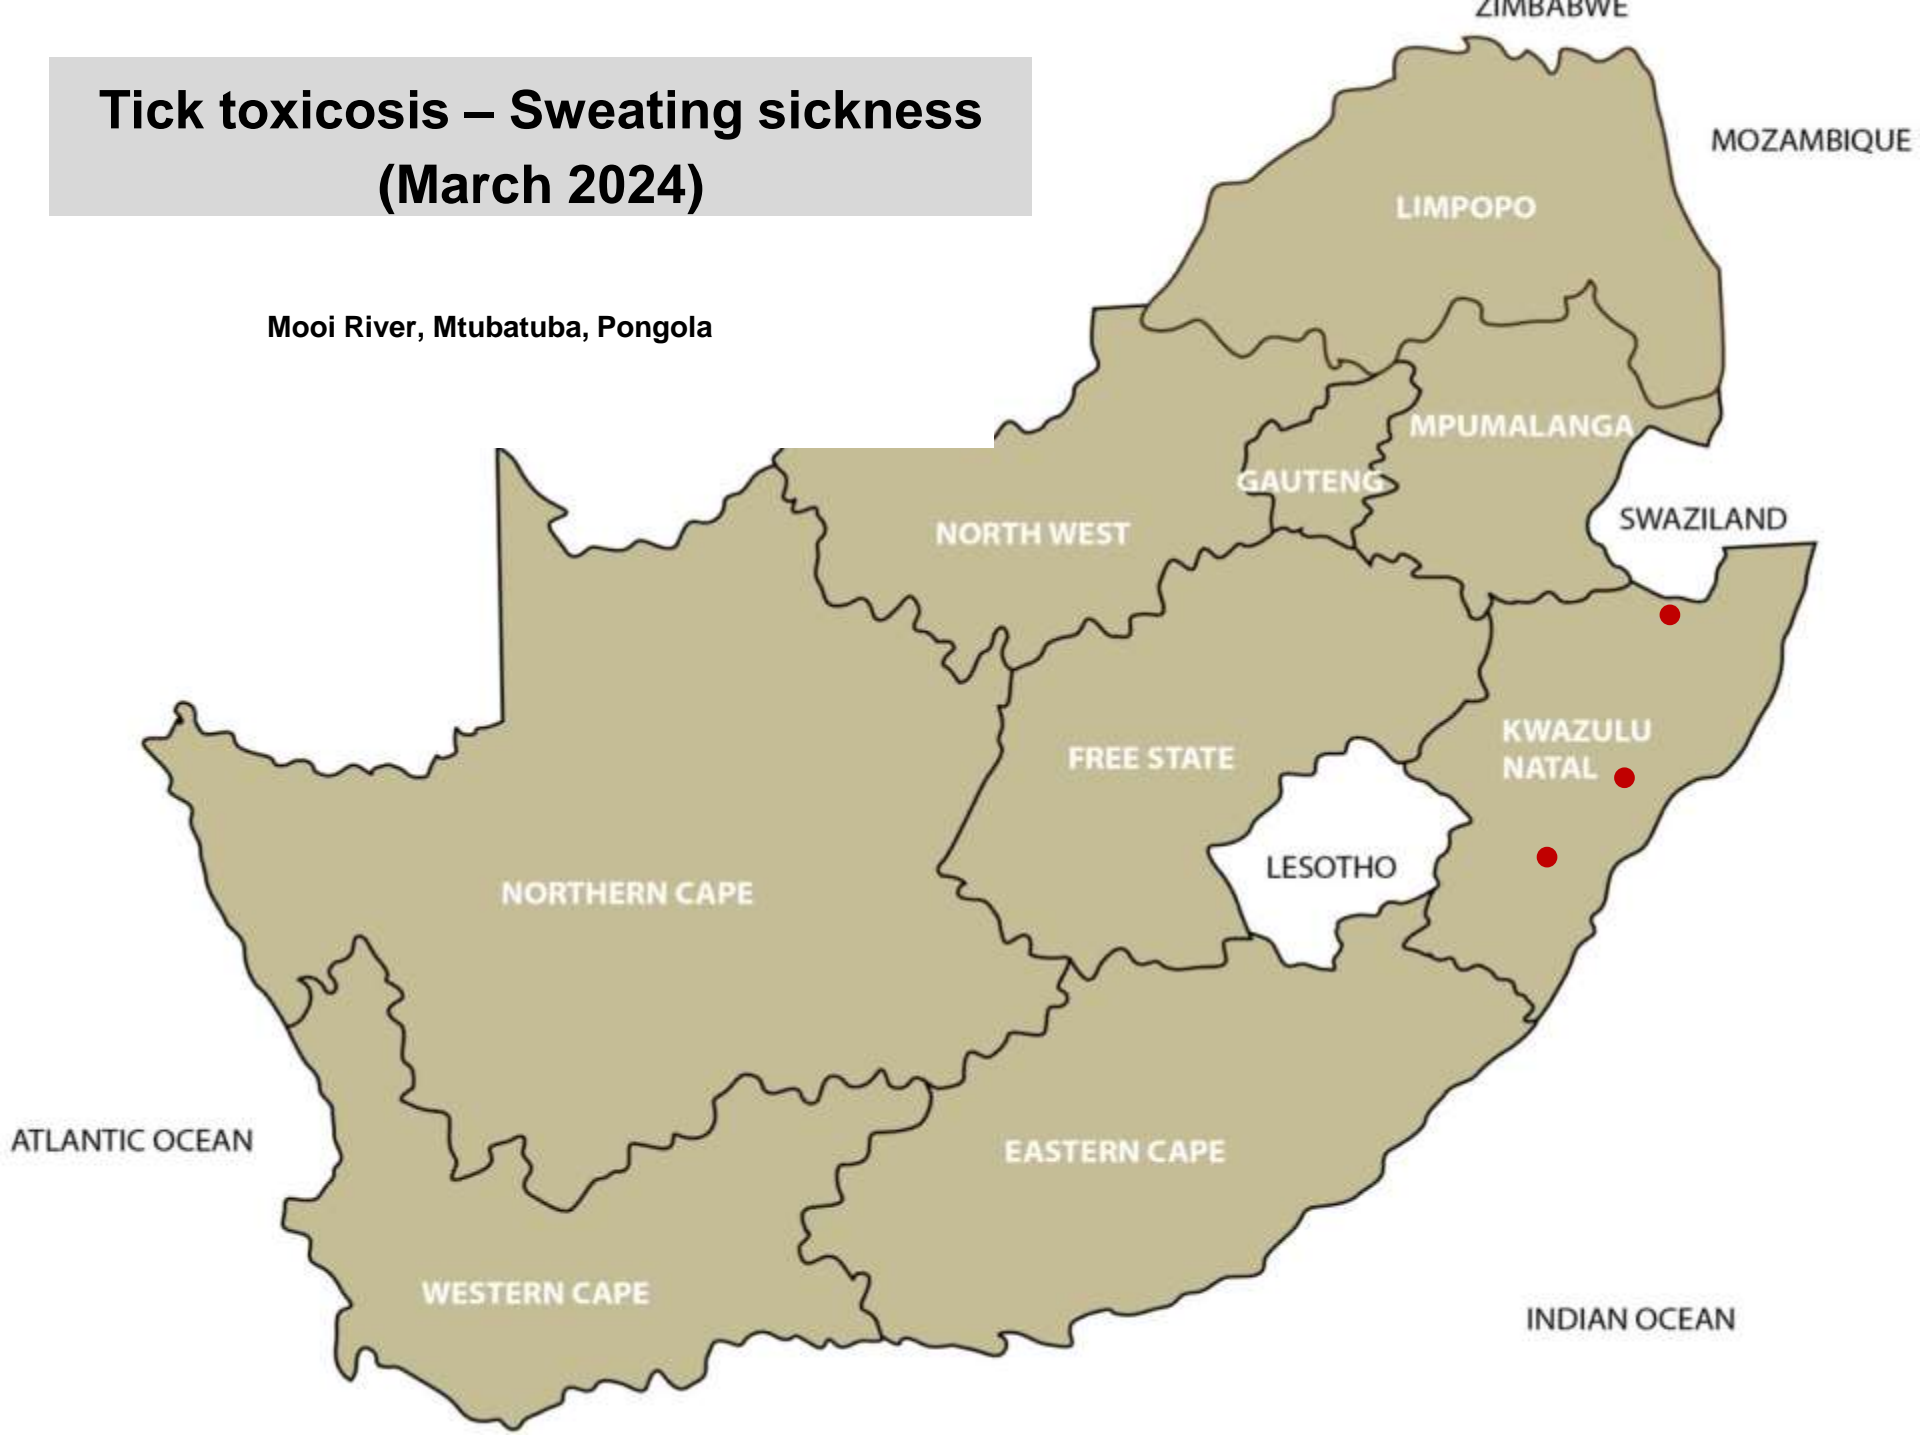 ZIMBABWE
Tick toxicosis – Sweating sickness
(March 2024)
MOZAMBIQUE
LIMPOPO
Mooi River, Mtubatuba, Pongola
MPUMALANGA
GAUTENG
SWAZILAND
NORTH WEST
KWAZULU
NATAL
FREE STATE
LESOTHO
NORTHERN CAPE
ATLANTIC OCEAN
EASTERN CAPE
WESTERN CAPE
INDIAN OCEAN